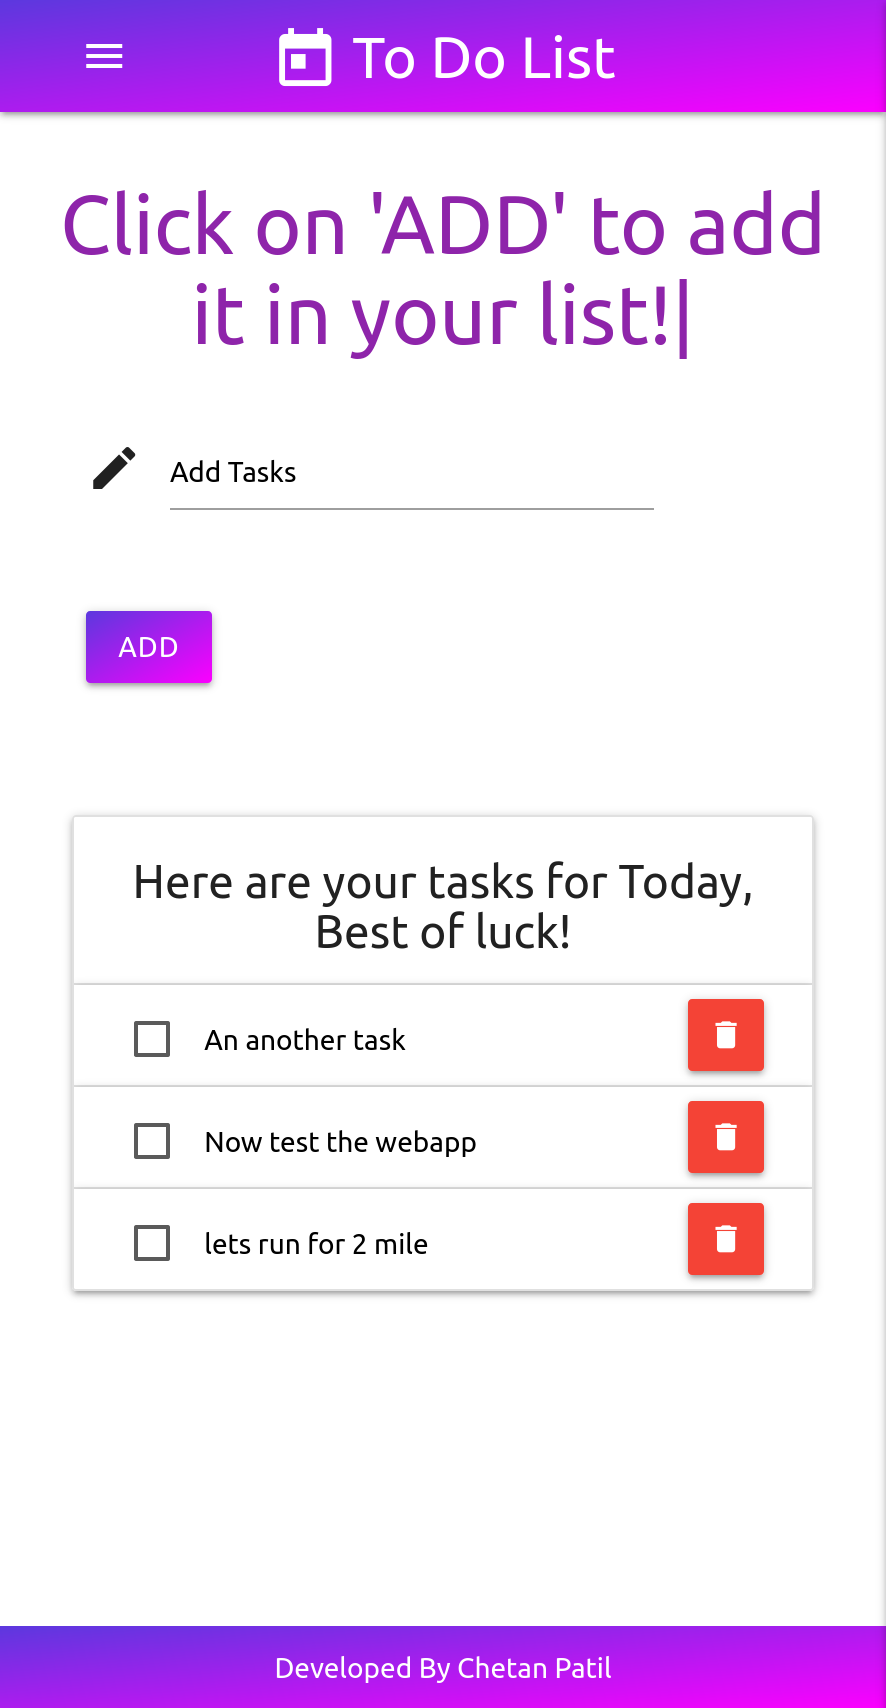 To Do List
Click on 'ADD' to add
it in your list!|
Add Tasks
ADD
Here are your tasks for Today,
Best of luck!
An another task
Now test the webapp
lets run for 2 mile
Developed By Chetan Patil